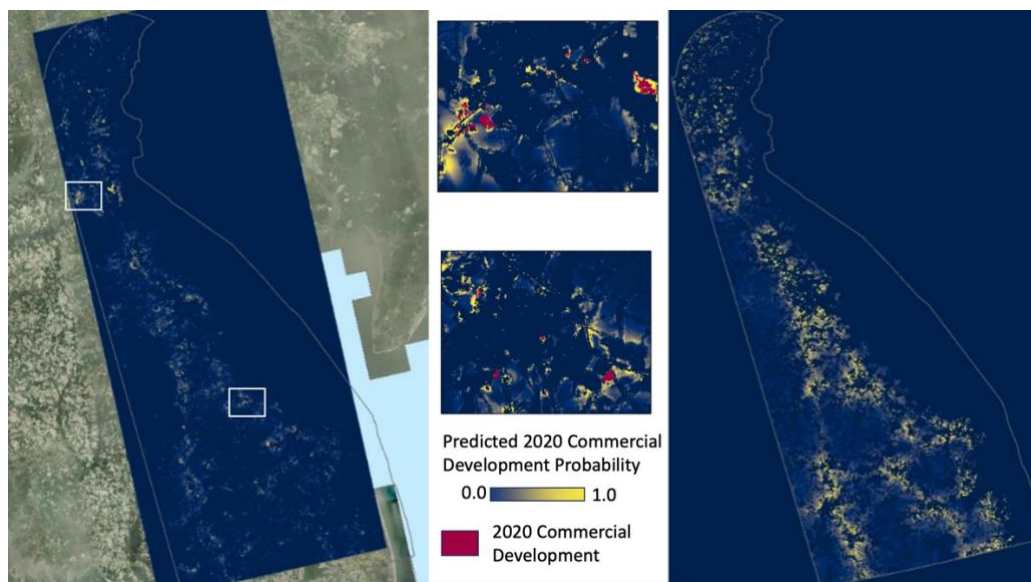 Predicted 2020 Commercial
Development Probability
0.0 1.0
2020 Commercial
Development